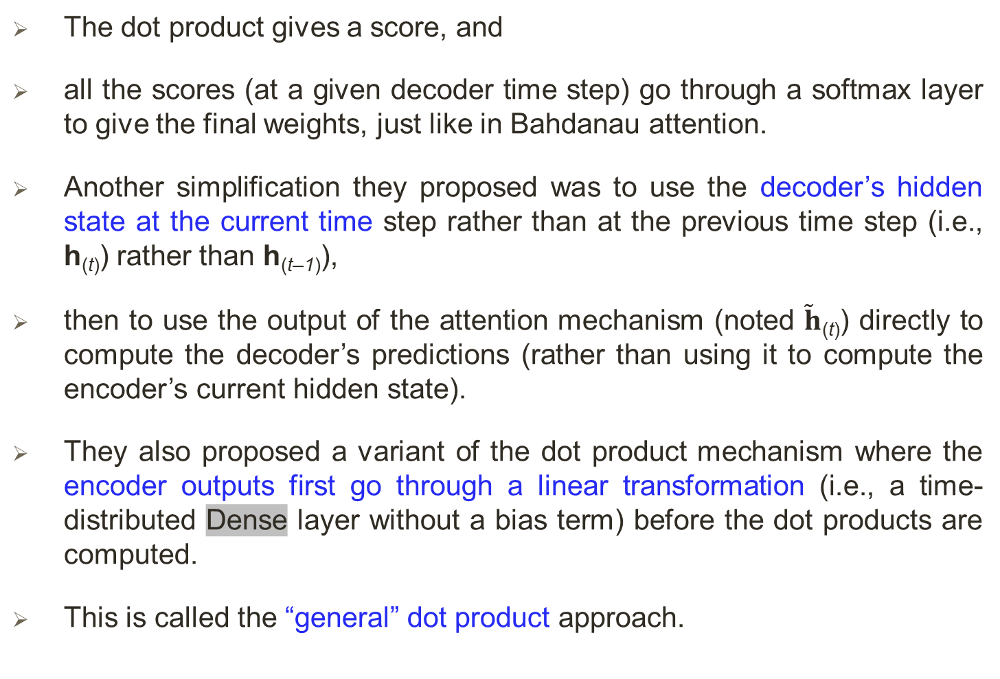 ➢ The dot product gives a score, and
➢ all the scores (at a given decoder time step) go through a softmax layer
to give the final weights, just like in Bahdanau attention.
➢ Another simplification they proposed was to use the decoder’s hidden
state at the current time step rather than at the previous time step (i.e.,
h(t)) rather than h(t–1)),
➢ then to use the output of the attention mechanism (noted h̃(t)) directly to
compute the decoder’s predictions (rather than using it to compute the
encoder’s current hidden state).
➢ They also proposed a variant of the dot product mechanism where the
encoder outputs first go through a linear transformation (i.e., a time-
distributed Dense layer without a bias term) before the dot products are
computed.
➢ This is called the “general” dot product approach.